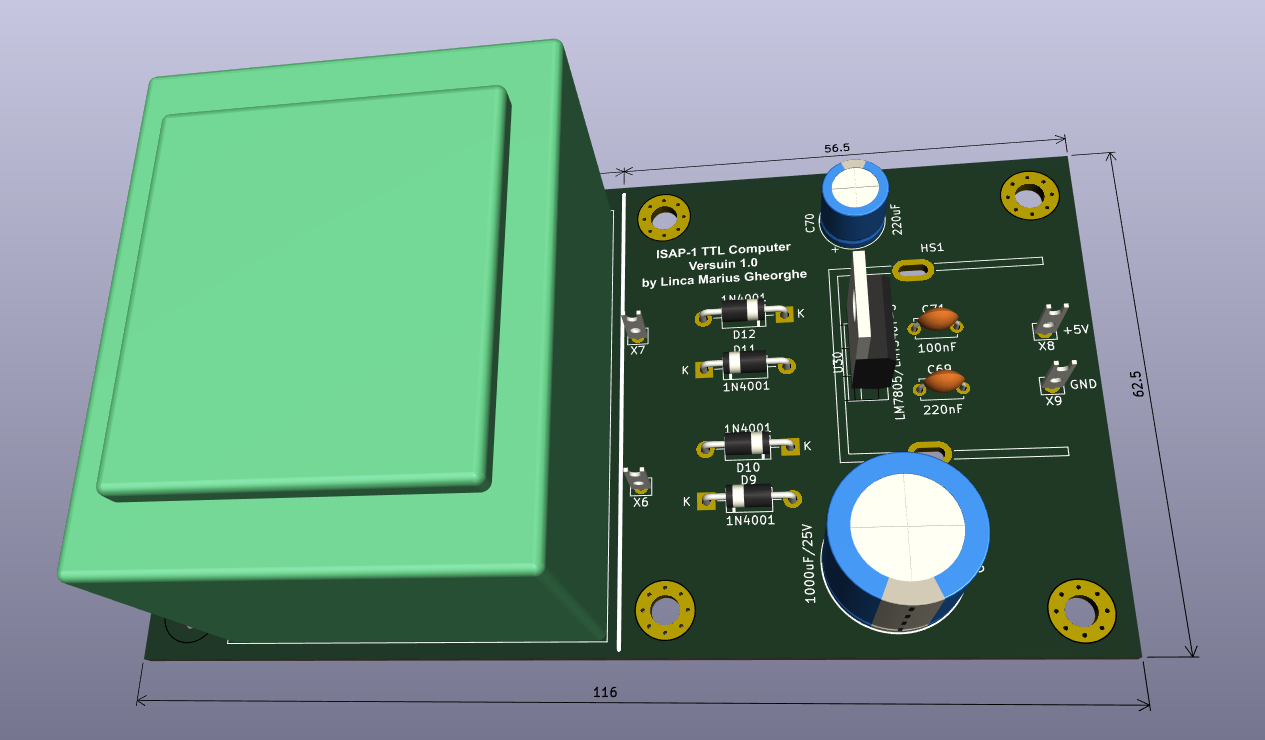 56.5
ISAP-1 TTL Computer
Versuin 1.0
by Linca Marius Gheorghe
C70
220uF
+
HS1
1N4001
K
D12
X7
D11
K
1N4001
U30
LM7805/
C71
100nF
C69
220nF
X8
+5V
X9
GND
62.5
1N4001
K
D10
D9
K
1N4001
X6
1000uF/25V
116